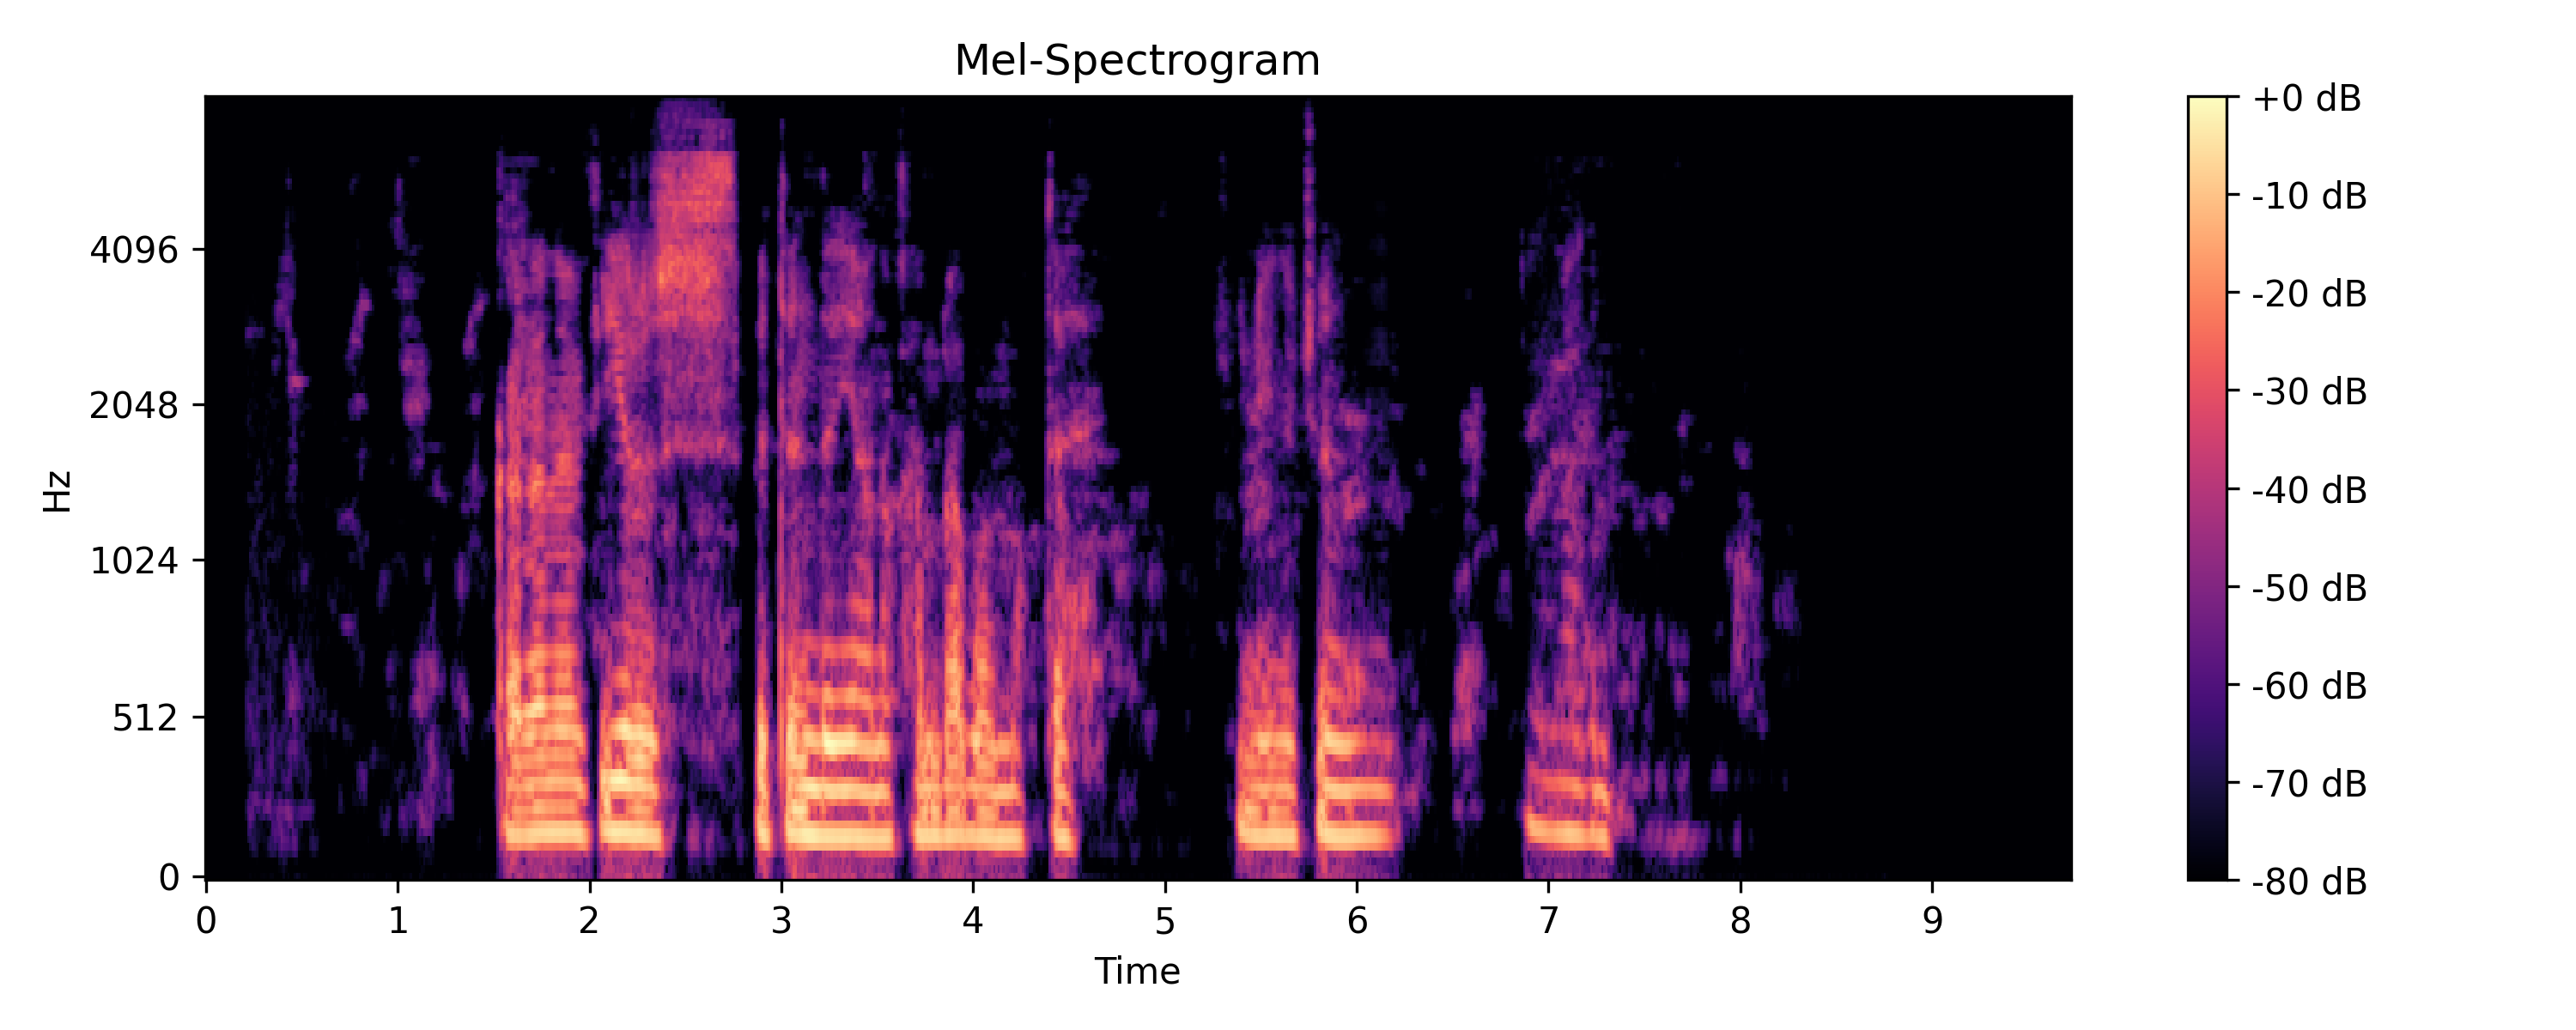 Mel-Spectrogram
+0 dB
-10 dB
-20 dB
-30 dB
-40 dB
-50 dB
-60 dB
-70 dB
-80 dB
Hz
4096
2048
1024
512
0
0 1 2 3 4 5 6 7 8 9
Time